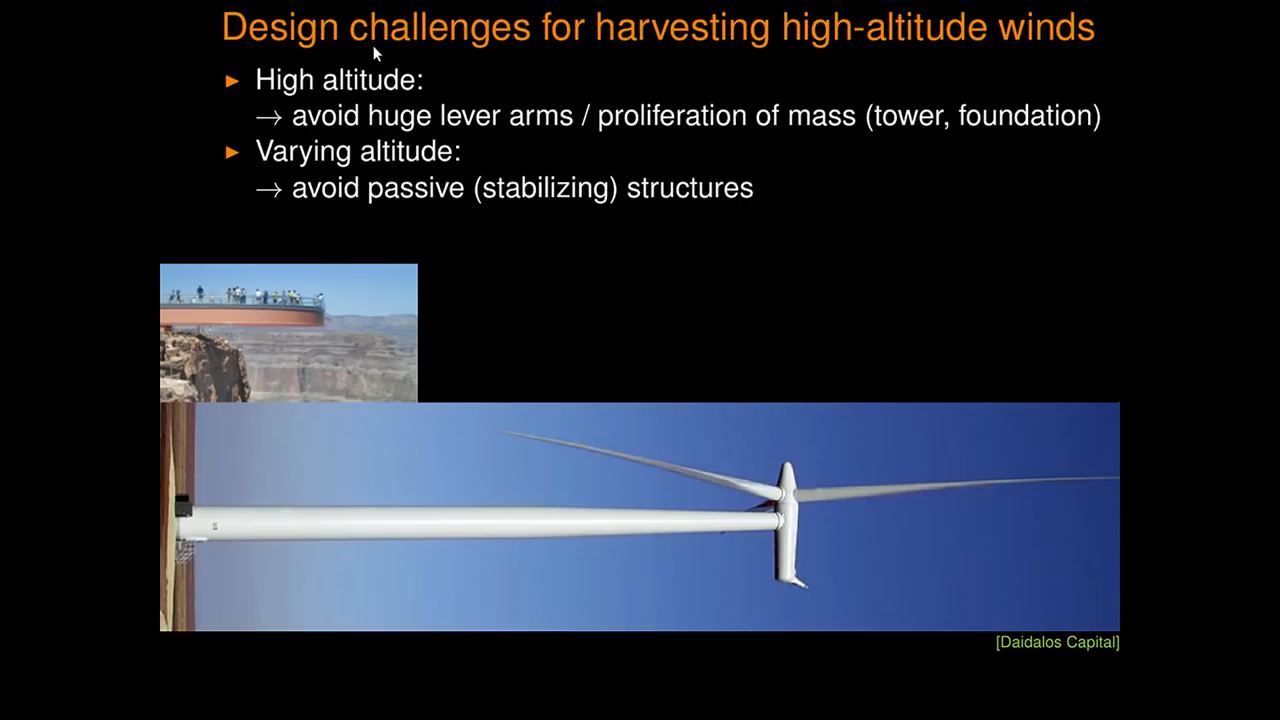 Design challenges for harvesting high-altitude winds
▶ High altitude:
→ avoid huge lever arms / proliferation of mass (tower, foundation)
▶ Varying altitude:
→ avoid passive (stabilizing) structures
[Daidalos Capital]